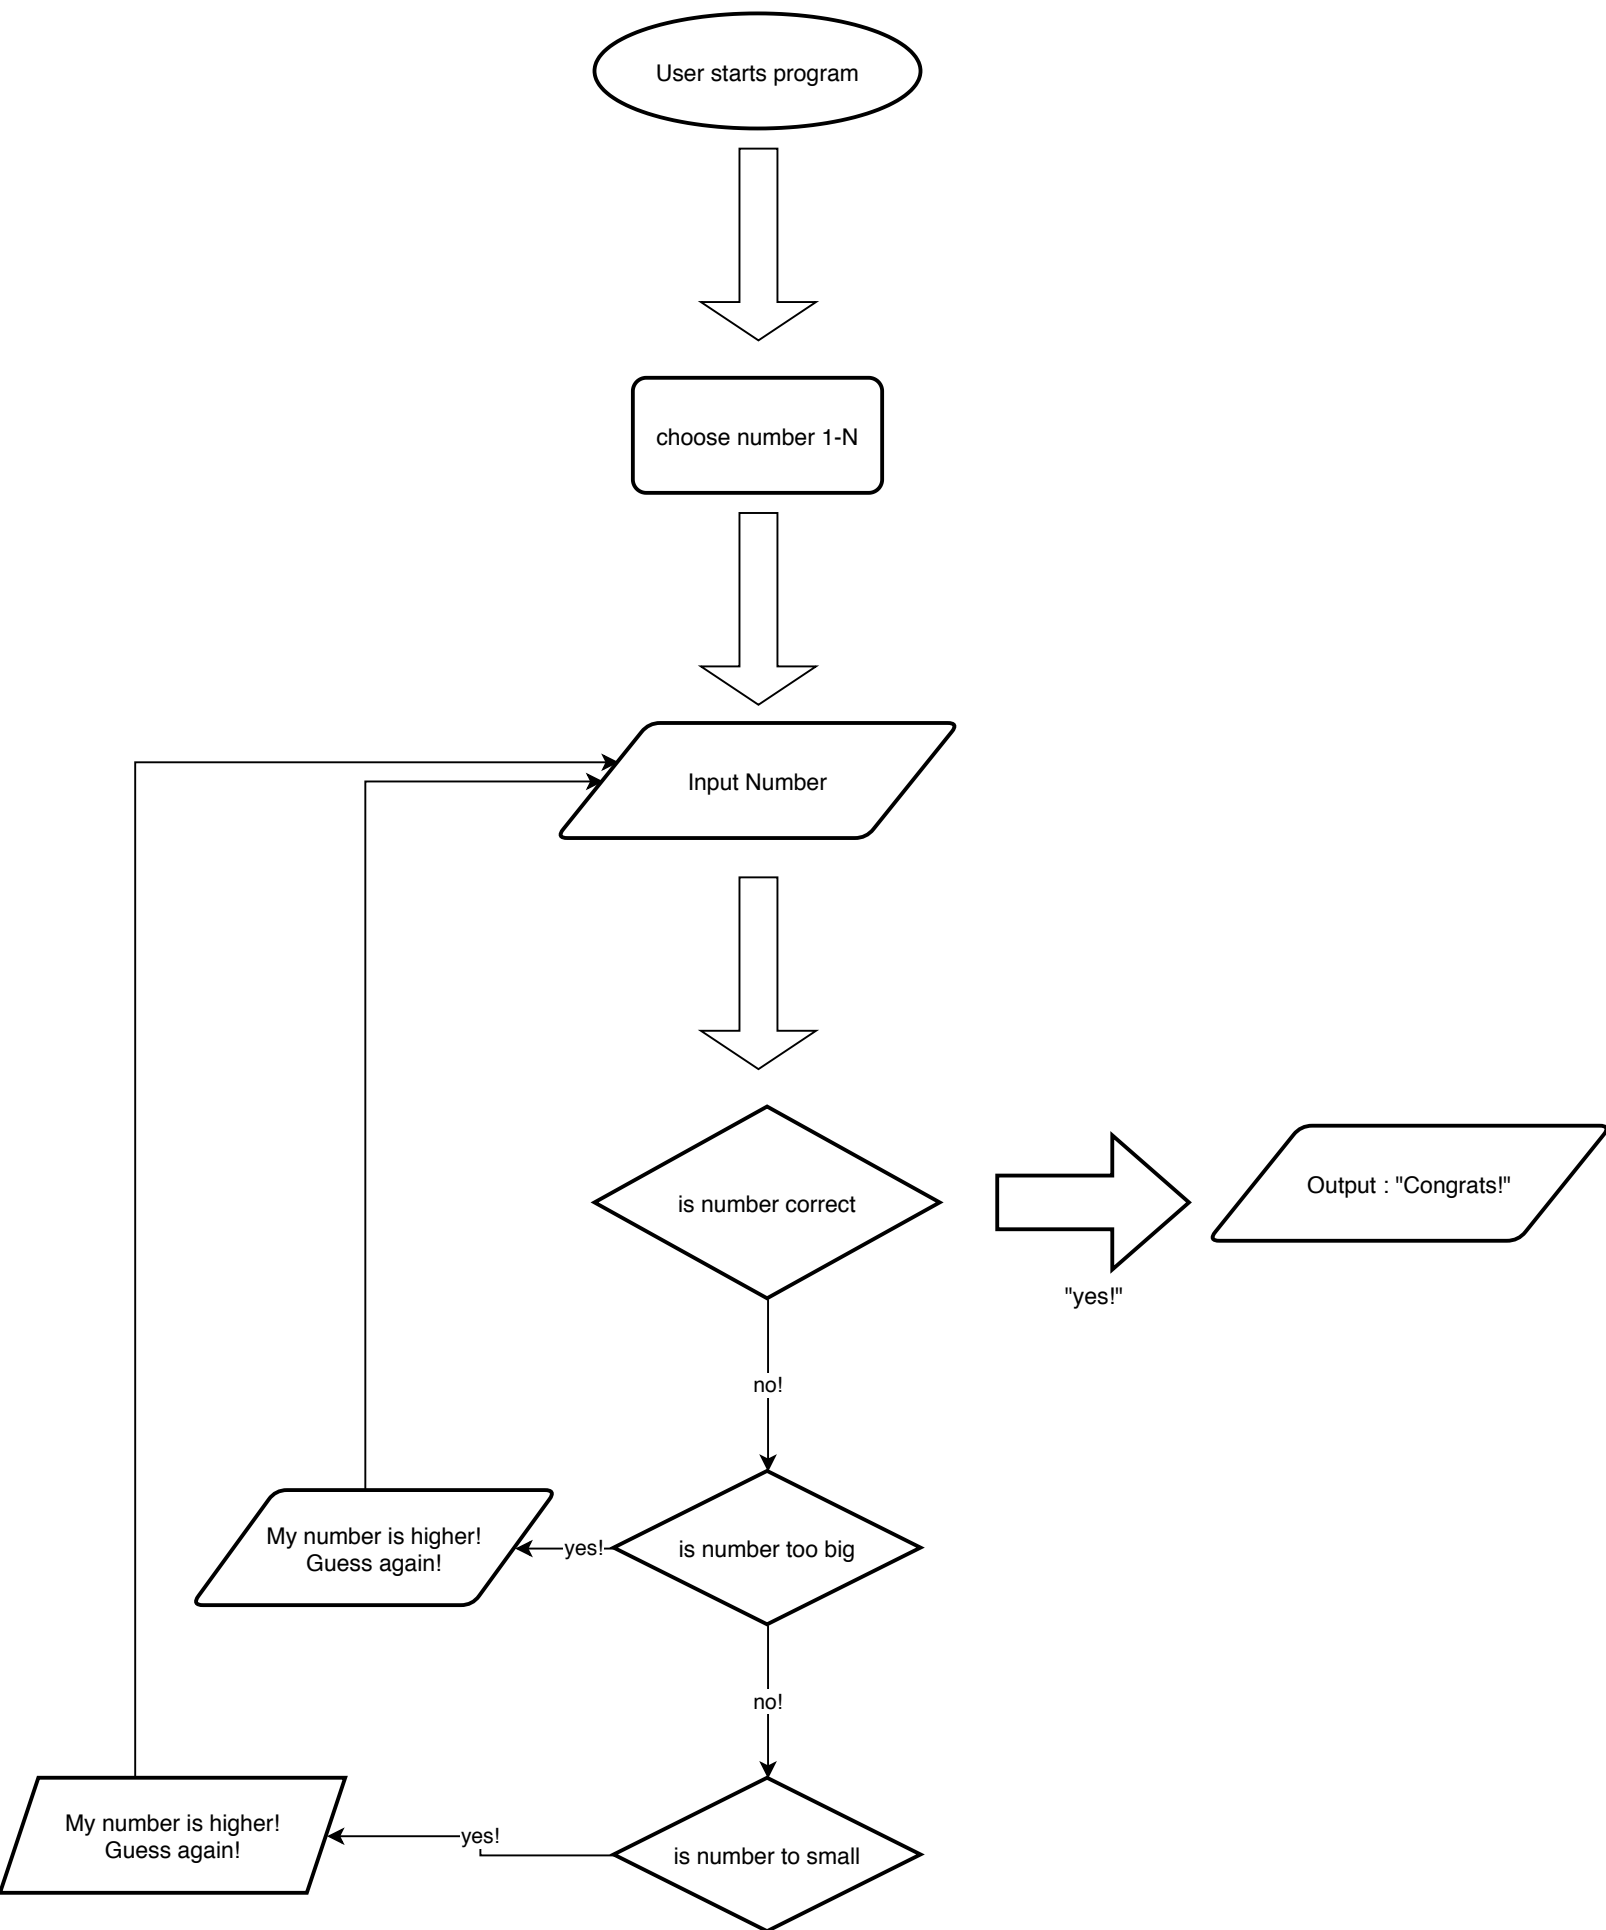 User starts program
choose number 1-N
Input Number
is number correct
Output : "Congrats!"
"yes!"
no!
My number is higher!
Guess again!
yes!
is number too big
no!
My number is higher!
Guess again!
yes!
is number to small